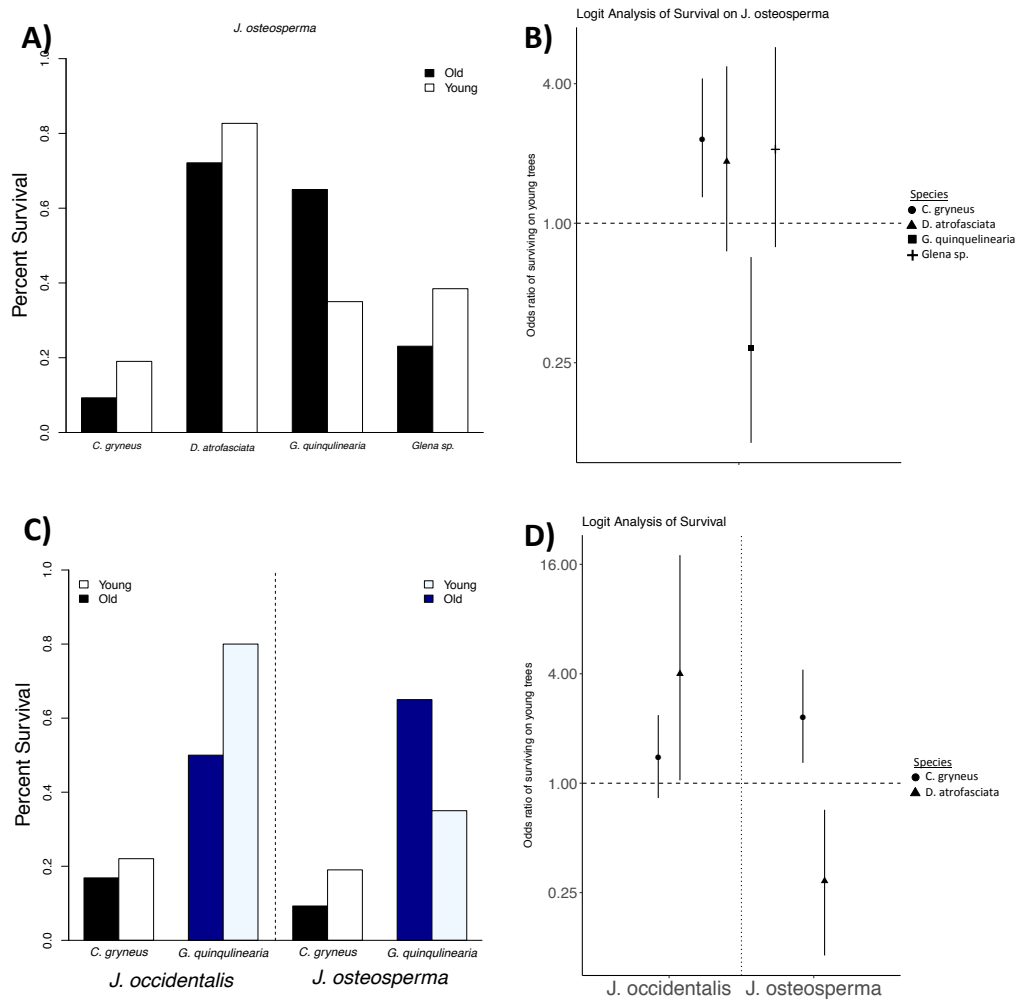 A)
J. osteosperma
Old
Young
Percent Survival
1.0
0.8
0.6
0.4
0.2
0.0
C. gryneus
D. atrofasciata
G. quinqulinearia
Glena sp.
B)
Logit Analysis of Survival on J. osteosperma
Odds ratio of surviving on young trees
4.00
1.00
0.25
Species
C. gryneus
D. atrofasciata
G. quinquelinearia
Glena sp.
C)
Young
Old
Young
Old
Percent Survival
1.0
0.8
0.6
0.4
0.2
0.0
C. gryneus
G. quinqulinearia
C. gryneus
G. quinqulinearia
J. occidentalis
J. osteosperma
D)
Logit Analysis of Survival
Odds ratio of surviving on young trees
16.00
4.00
1.00
0.25
Species
C. gryneus
D. atrofasciata
J. occidentalis
J. osteosperma